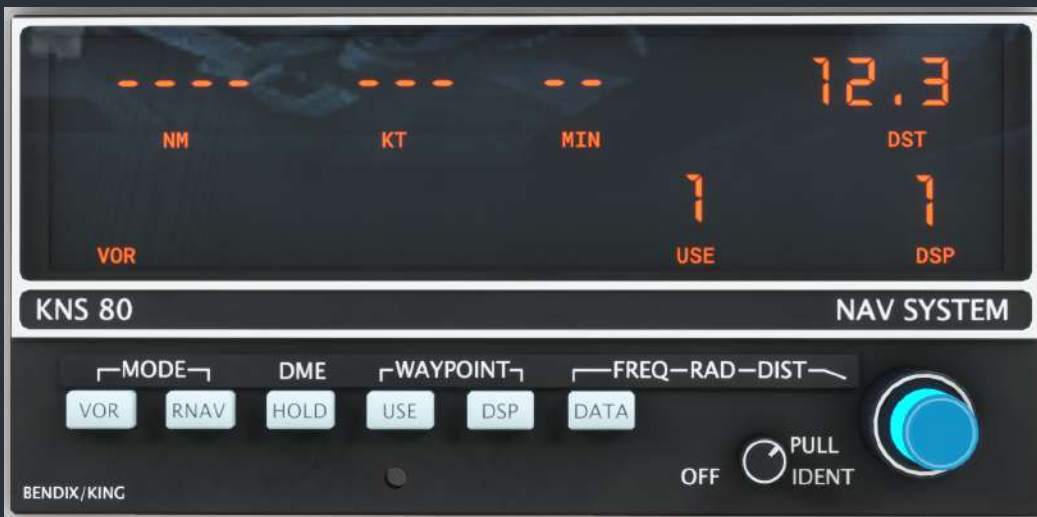 ---- --- -- 12.3
NM KT MIN DST
1 1
VOR USE DSP
KNS 80 NAV SYSTEM
MODE DME WAYPOINT FREQ-RAD-DIST
VOR RNAV HOLD USE DSP DATA
PULL
OFF IDENT
BENDIX/KING